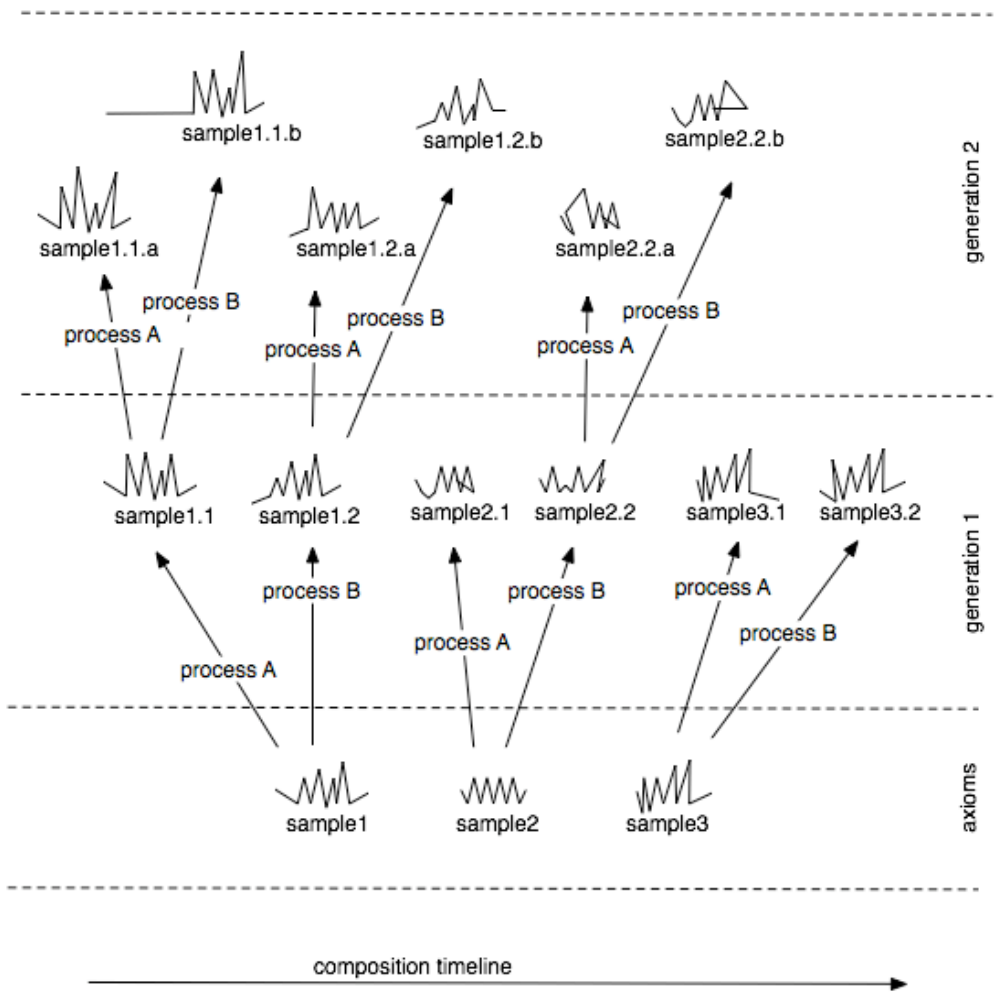 sample1.1.b
sample1.2.b
sample2.2.b
generation 2
sample1.1.a
sample1.2.a
sample2.2.a
process B
process B
process B
process A
process A
process A
sample1.1
sample1.2
sample2.1
sample2.2
sample3.1
sample3.2
generation 1
process B
process B
process A
process A
process B
process A
sample1
sample2
sample3
axioms
composition timeline